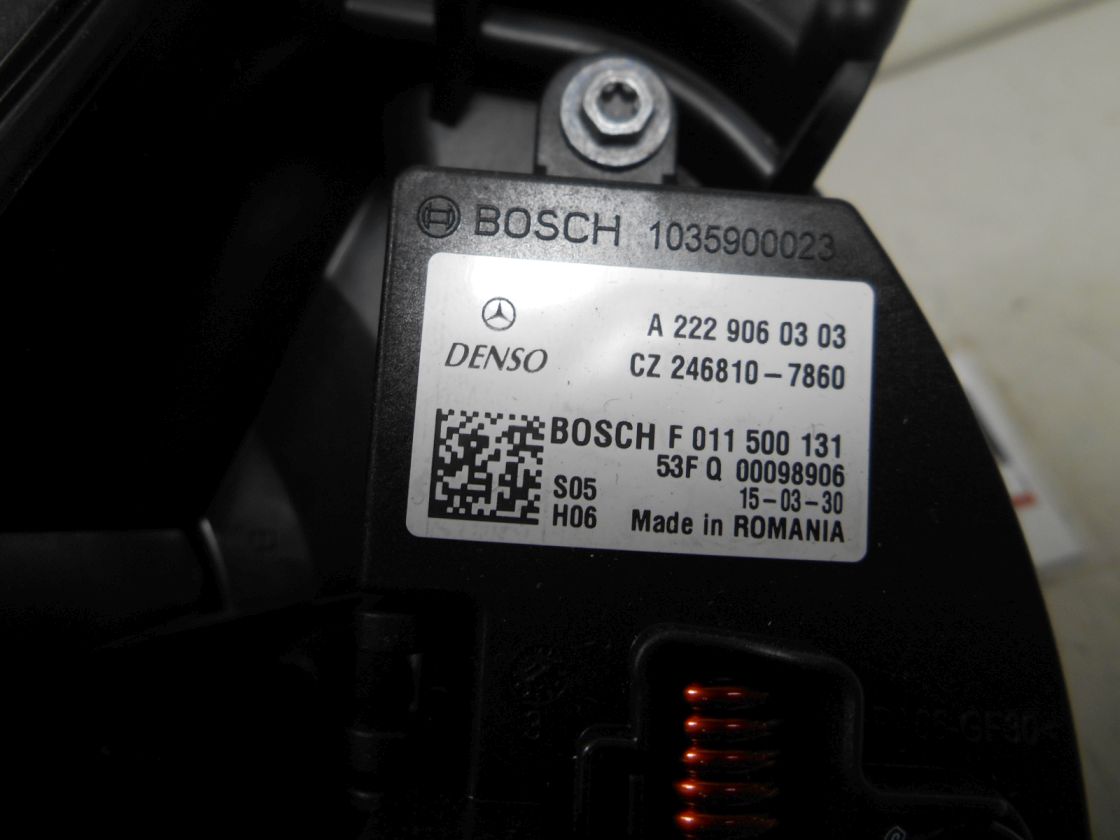 BOSCH 1035900023
A 222 906 03 03
DENSO
CZ 246810-7860
BOSCH F 011 500 131
53F Q 00098906
S05
15-03-30
H06
Made in ROMANIA